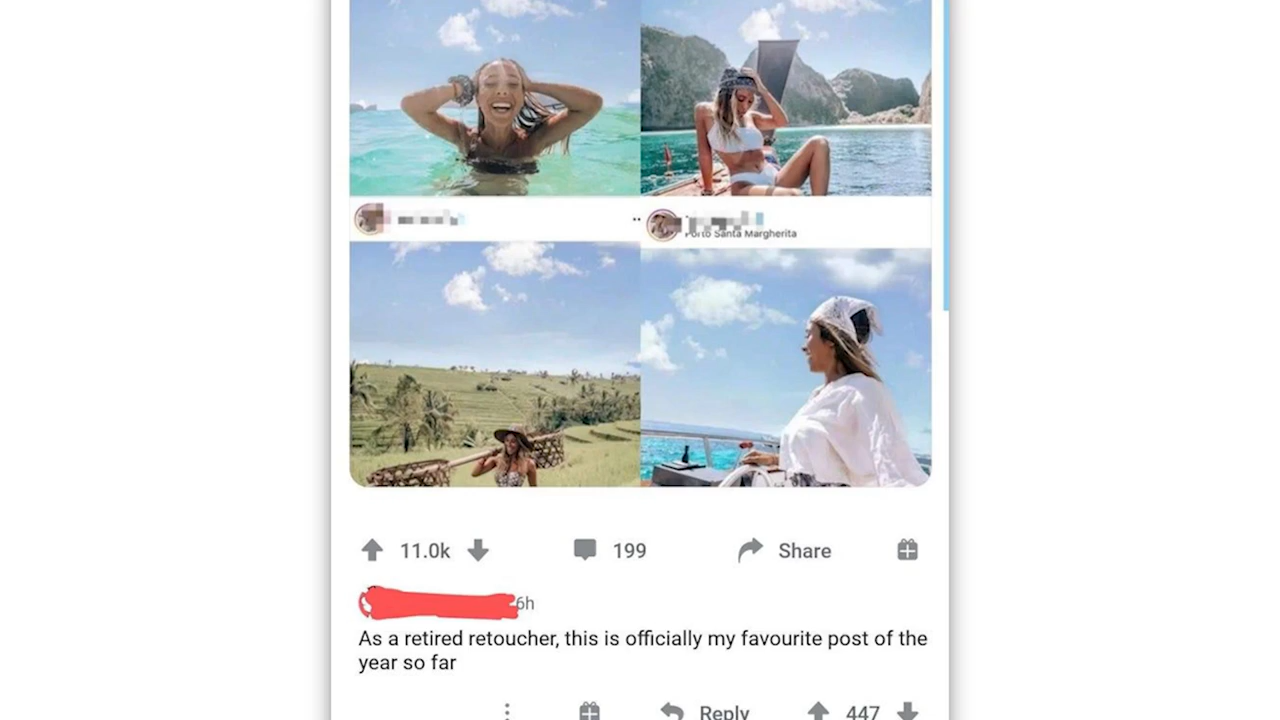 Porto Santa Margherita
11.0k
199
Share
6h
As a retired retoucher, this is officially my favourite post of the
year so far
Reply
447